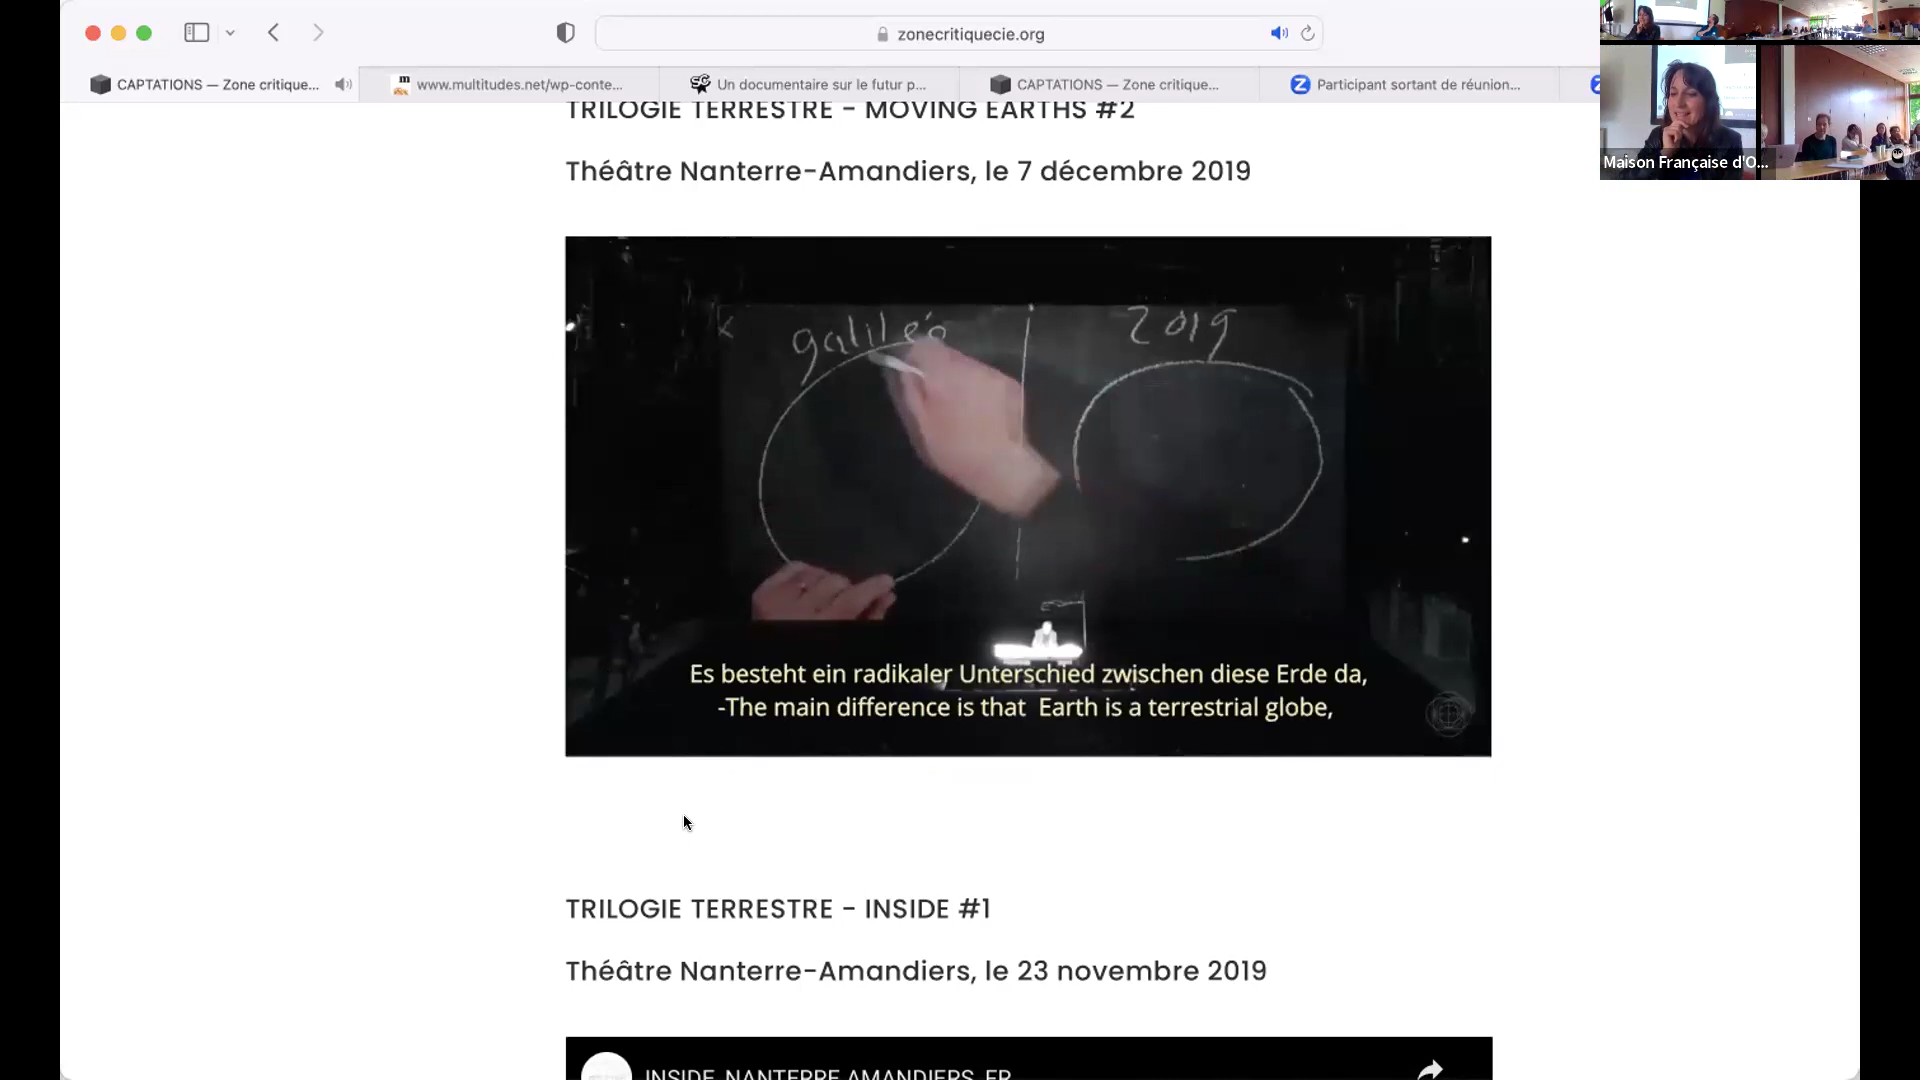 zonecritiquecie.org
CAPTATIONS — Zone critique...
www.multitudes.net/wp-conte...
Un documentaire sur le futur p...
CAPTATIONS — Zone critique...
Participant sortant de réunion...
Maison Française d'O...
TRILOGIE TERRESTRE - MOVING EARTHS #2
Théâtre Nanterre-Amandiers, le 7 décembre 2019
galiléo
2019
Es besteht ein radikaler Unterschied zwischen diese Erde da,
-The main difference is that Earth is a terrestrial globe,
TRILOGIE TERRESTRE - INSIDE #1
Théâtre Nanterre-Amandiers, le 23 novembre 2019
INSIDE NANTERRE AMANDIERS FR